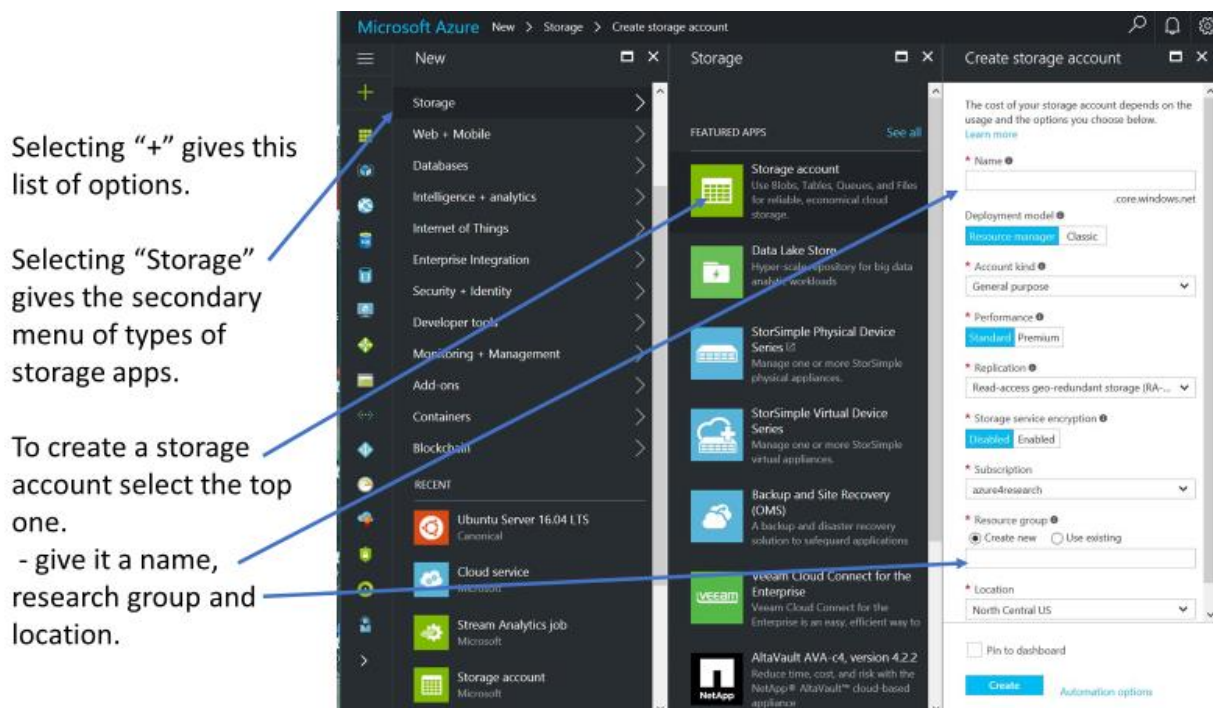 Selecting “+” gives this
list of options.
Selecting “Storage”
gives the secondary
menu of types of
storage apps.
To create a storage
account select the top
one.
- give it a name,
research group and
location.
Microsoft Azure New > Storage > Create storage account
New
Storage
Web + Mobile
Databases
Intelligence + analytics
Internet of Things
Enterprise Integration
Security + Identity
Developer tools
Monitoring + Management
Add-ons
Containers
Blockchain
RECENT
Ubuntu Server 16.04 LTS
Canonical
Cloud service
Microsoft
Stream Analytics job
Microsoft
Storage account
Microsoft
Storage
FEATURED APPS See all
Storage account
Use Blobs, Tables, Queues, and Files
for reliable, economical cloud
storage.
Data Lake Store
Hyper-scale repository for big data
analytic workloads
StorSimple Physical Device
Series
Manage one or more StorSimple
physical appliances.
StorSimple Virtual Device
Series
Manage one or more StorSimple
virtual appliances.
Backup and Site Recovery
(OMS)
A backup and disaster recovery
solution to safeguard applications
veeam
Veeam Cloud Connect for the
Enterprise
Veeam Cloud Connect for the
Enterprise is an easy, efficient way to
NetApp
AltaVault AVA-c4, version 4.2.2
Reduce time, cost, and risk with the
NetApp® AltaVault™ cloud-based
appliance
Create storage account
The cost of your storage account depends on the
usage and the options you choose below.
Learn more
* Name
.core.windows.net
Deployment model
Resource manager Classic
* Account kind
General purpose
* Performance
Standard Premium
* Replication
Read-access geo-redundant storage (RA-...
* Storage service encryption
Disabled Enabled
* Subscription
azure4research
* Resource group
Create new Use existing
* Location
North Central US
Pin to dashboard
Create Automation options